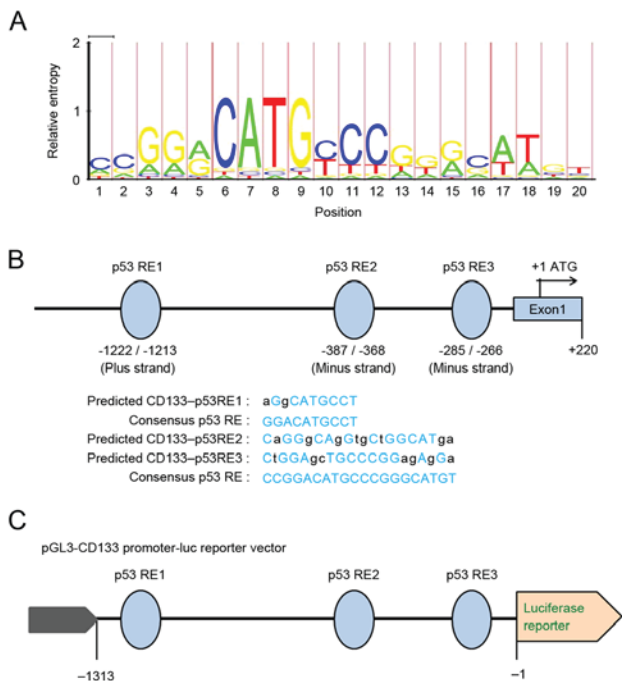 A
2
1
0
Relative entropy
1 2 3 4 5 6 7 8 9 10 11 12 13 14 15 16 17 18 19 20
Position
B
p53 RE1 p53 RE2 p53 RE3 +1 ATG
Exon1
-1222 / -1213 -387 / -368 -285 / -266 +220
(Plus strand) (Minus strand) (Minus strand)
Predicted CD133–p53RE1 : aGgCATGCCT
Consensus p53 RE : GGACATGCCT
Predicted CD133–p53RE2 : CaGGgCAgGtgCtGGCATga
Predicted CD133–p53RE3 : CtGGAgcTGCCCGGagAgGa
Consensus p53 RE : CCGGACATGCCCGGGCATGT
C
pGL3-CD133 promoter-luc reporter vector
p53 RE1 p53 RE2 p53 RE3
Luciferase
reporter
–1313 –1